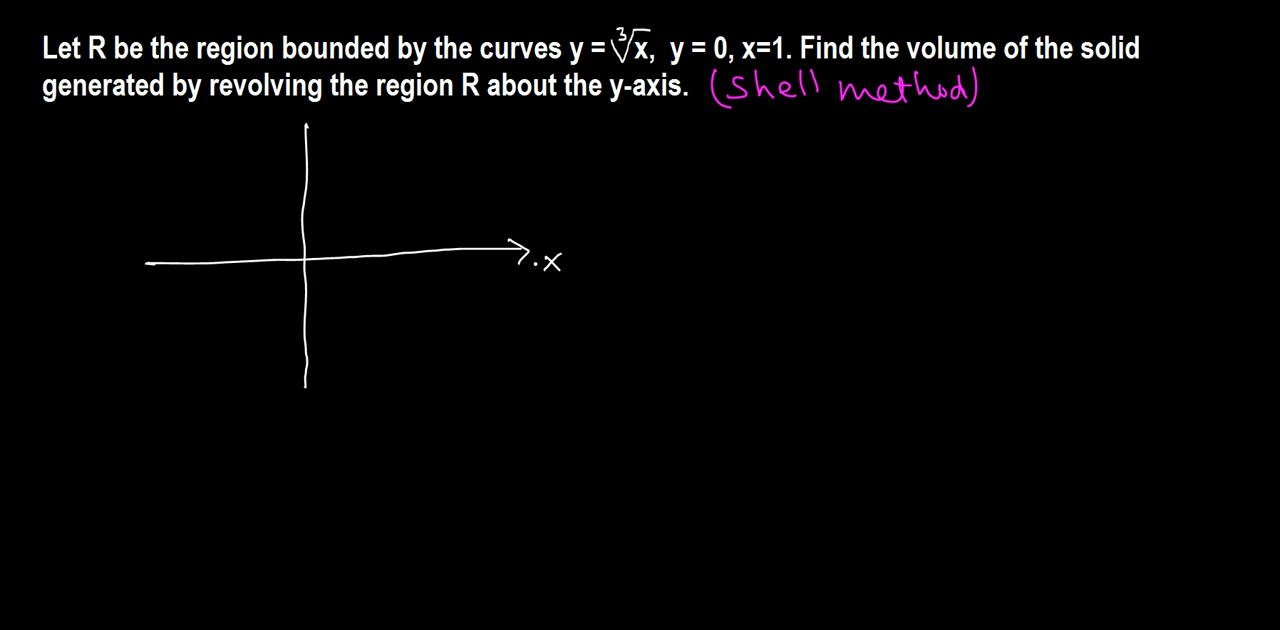 Let R be the region bounded by the curves y = ∛x, y = 0, x=1. Find the volume of the solid
generated by revolving the region R about the y-axis. (Shell method)
x